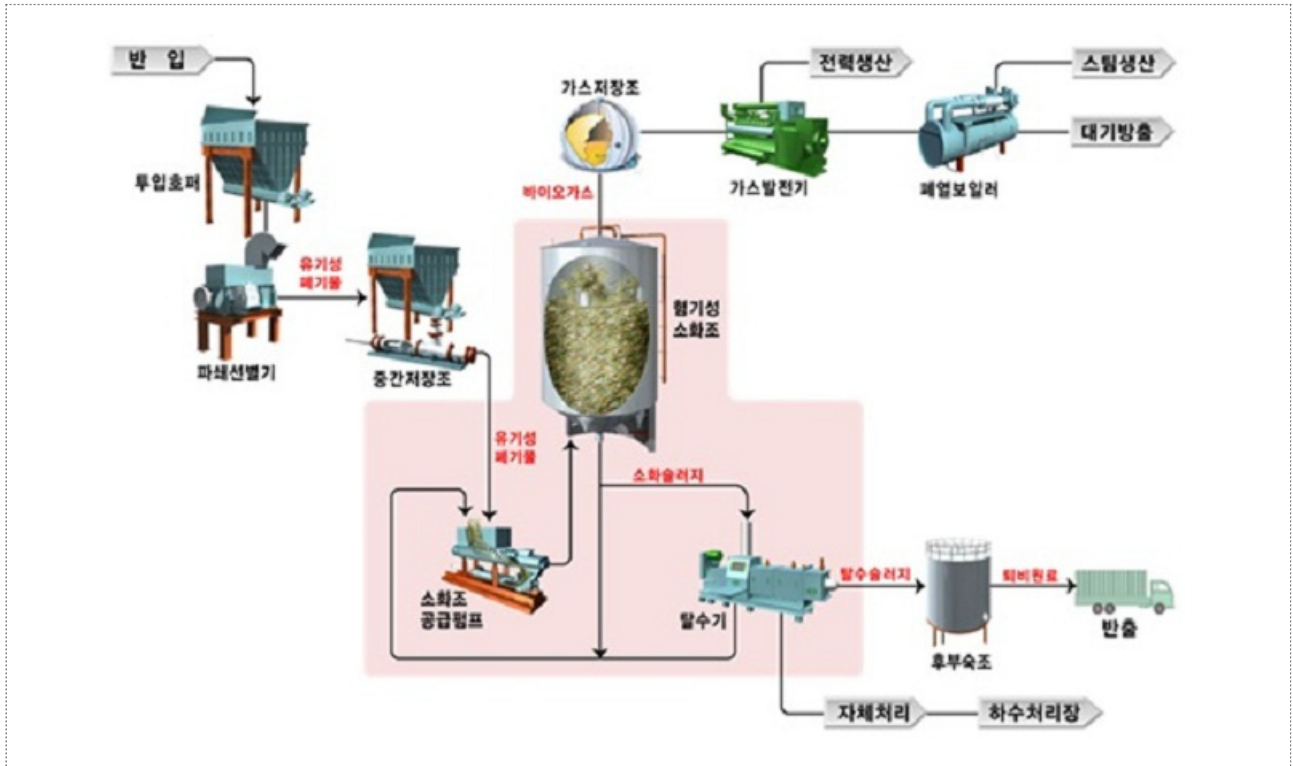 반 입
전력생산
스팀생산
가스저장조
대기방출
투입호퍼
바이오가스
가스발전기
폐열보일러
유기성
폐기물
혐기성
소화조
파쇄선별기
중간저장조
유기성
폐기물
소화슬러지
탈수슬러지
퇴비원료
소화조
공급펌프
탈수기
반출
후부숙조
자체처리
하수처리장